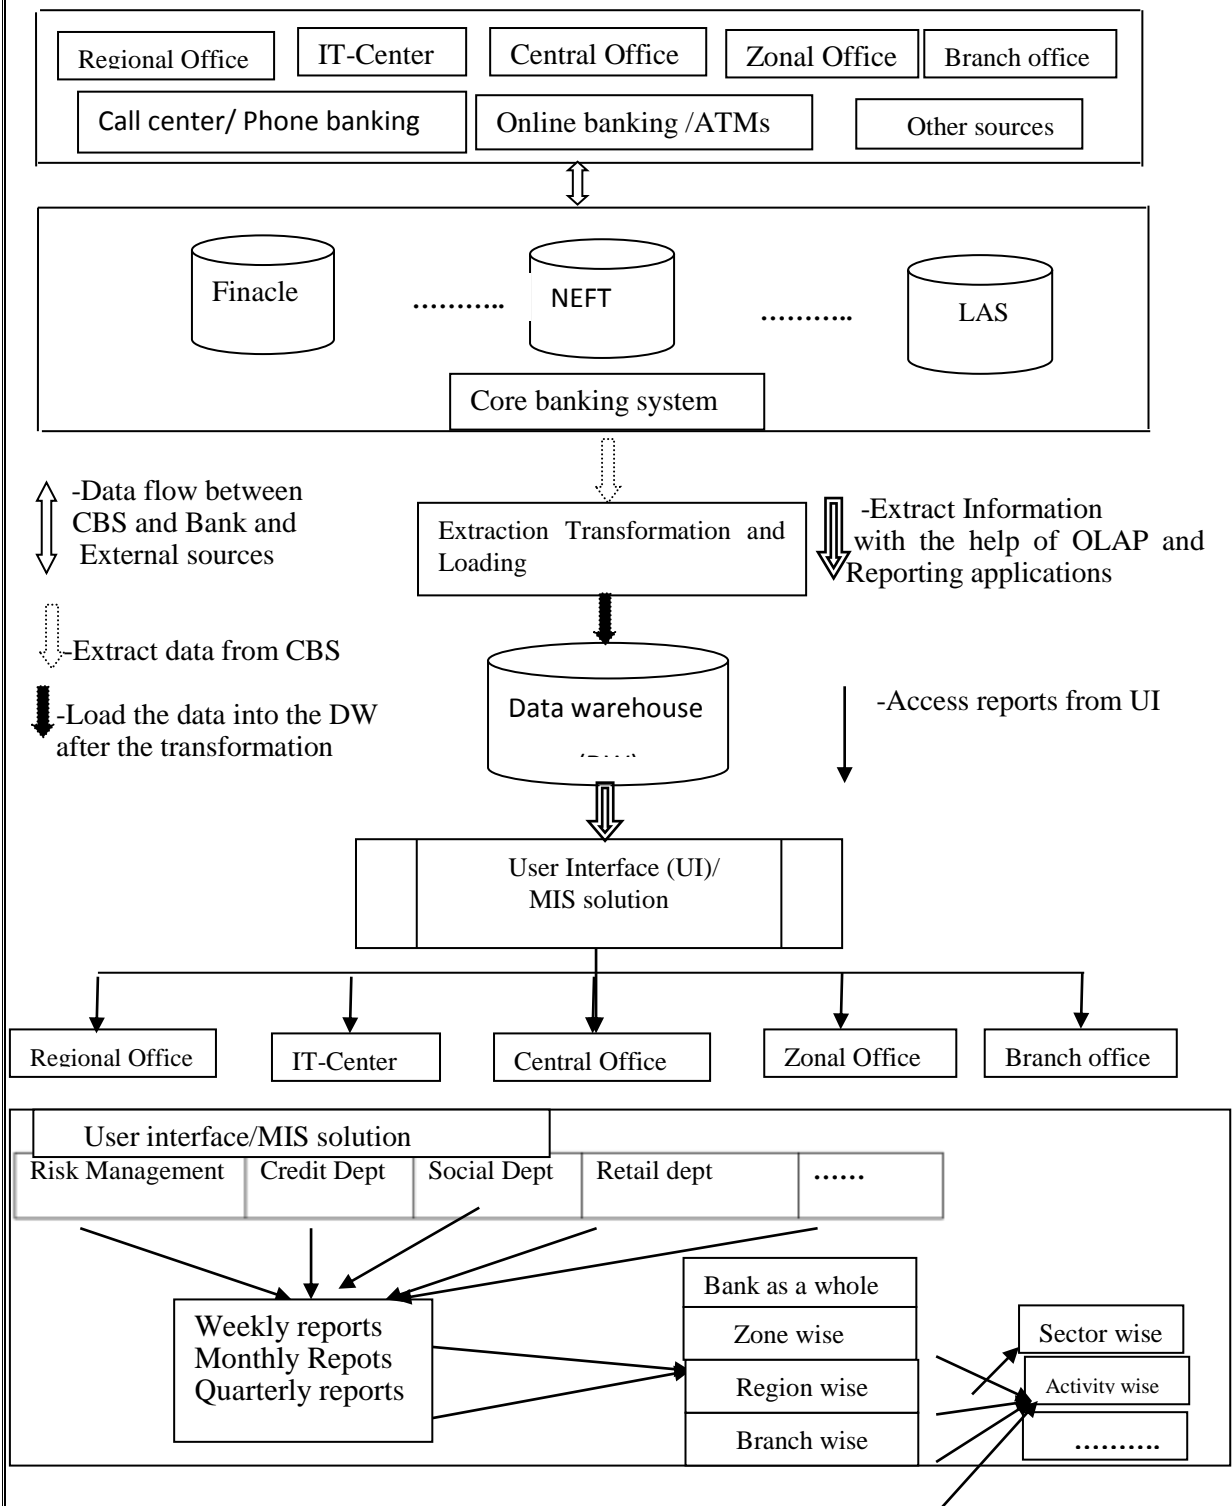 Regional Office
IT-Center
Central Office
Zonal Office
Branch office
Call center/ Phone banking
Online banking /ATMs
Other sources
Finacle
...........
NEFT
...........
LAS
Core banking system
-Data flow between
CBS and Bank and
External sources
Extraction Transformation and
Loading
-Extract Information
with the help of OLAP and
Reporting applications
-Extract data from CBS
-Load the data into the DW
after the transformation
Data warehouse
-Access reports from UI
User Interface (UI)/
MIS solution
Regional Office
IT-Center
Central Office
Zonal Office
Branch office
User interface/MIS solution
Risk Management
Credit Dept
Social Dept
Retail dept
......
Weekly reports
Monthly Repots
Quarterly reports
Bank as a whole
Zone wise
Region wise
Branch wise
Sector wise
Activity wise
..........